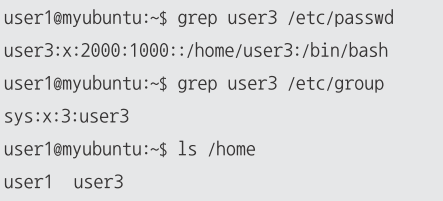 user1@myubuntu:~$ grep user3 /etc/passwd
user3:x:2000:1000::/home/user3:/bin/bash
user1@myubuntu:~$ grep user3 /etc/group
sys:x:3:user3
user1@myubuntu:~$ ls /home
user1  user3